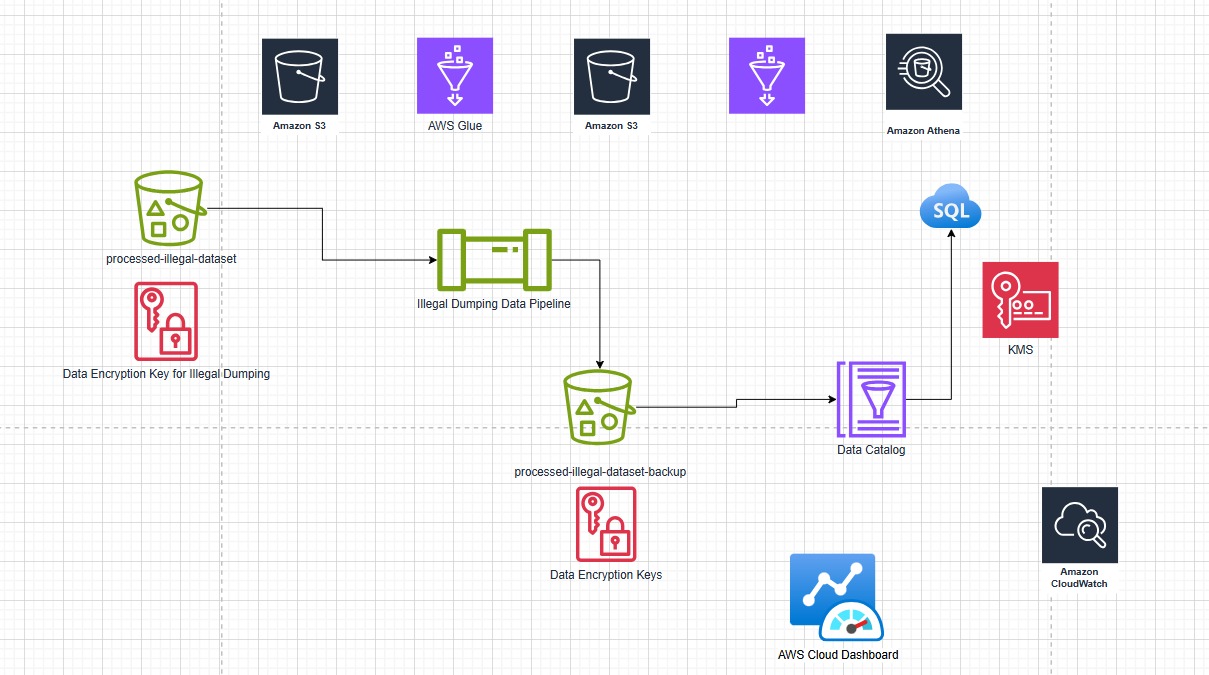 Amazon S3
AWS Glue
Amazon S3
Amazon Athena
processed-illegal-dataset
SQL
Illegal Dumping Data Pipeline
KMS
Data Encryption Key for Illegal Dumping
Data Catalog
processed-illegal-dataset-backup
Data Encryption Keys
Amazon
CloudWatch
AWS Cloud Dashboard